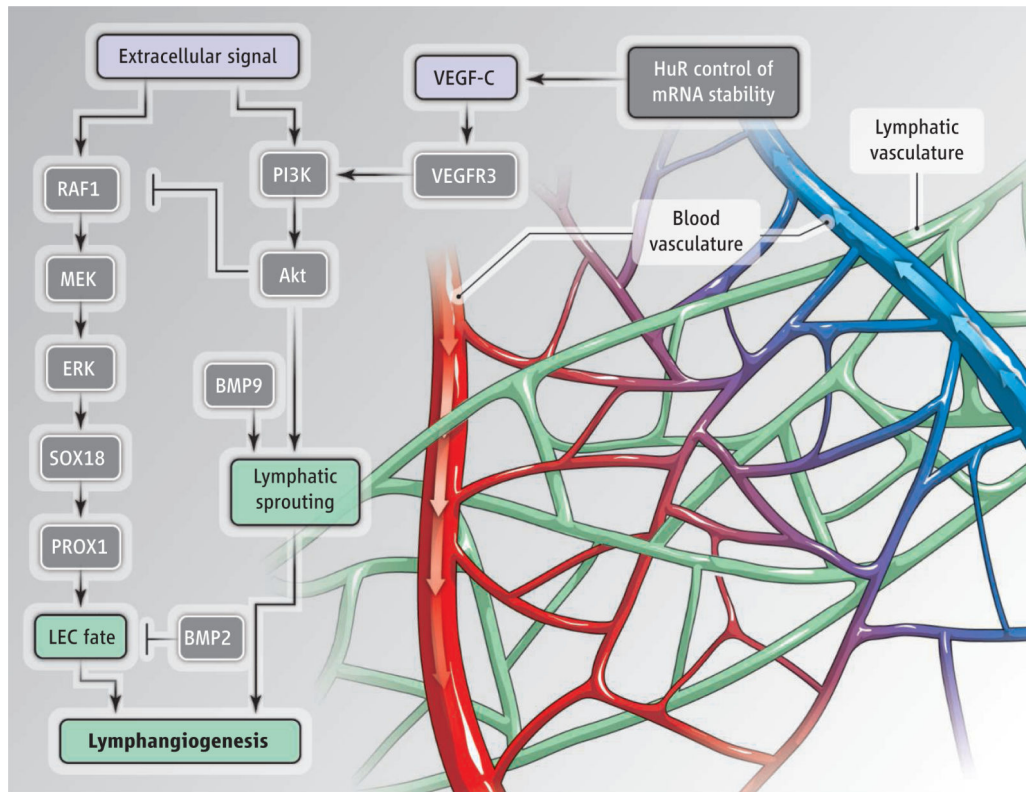 Extracellular signal
VEGF-C
HuR control of
mRNA stability
Lymphatic
vasculature
RAF1
PI3K
VEGFR3
Blood
vasculature
MEK
Akt
ERK
BMP9
SOX18
Lymphatic
sprouting
PROX1
LEC fate
BMP2
Lymphangiogenesis